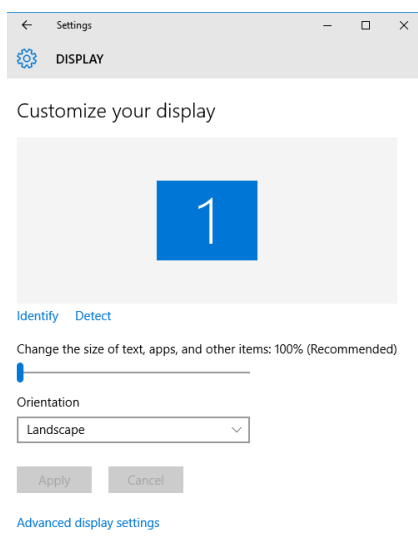 Settings
DISPLAY
Customize your display
1
Identify Detect
Change the size of text, apps, and other items: 100% (Recommended)
Orientation
Landscape
Apply Cancel
Advanced display settings